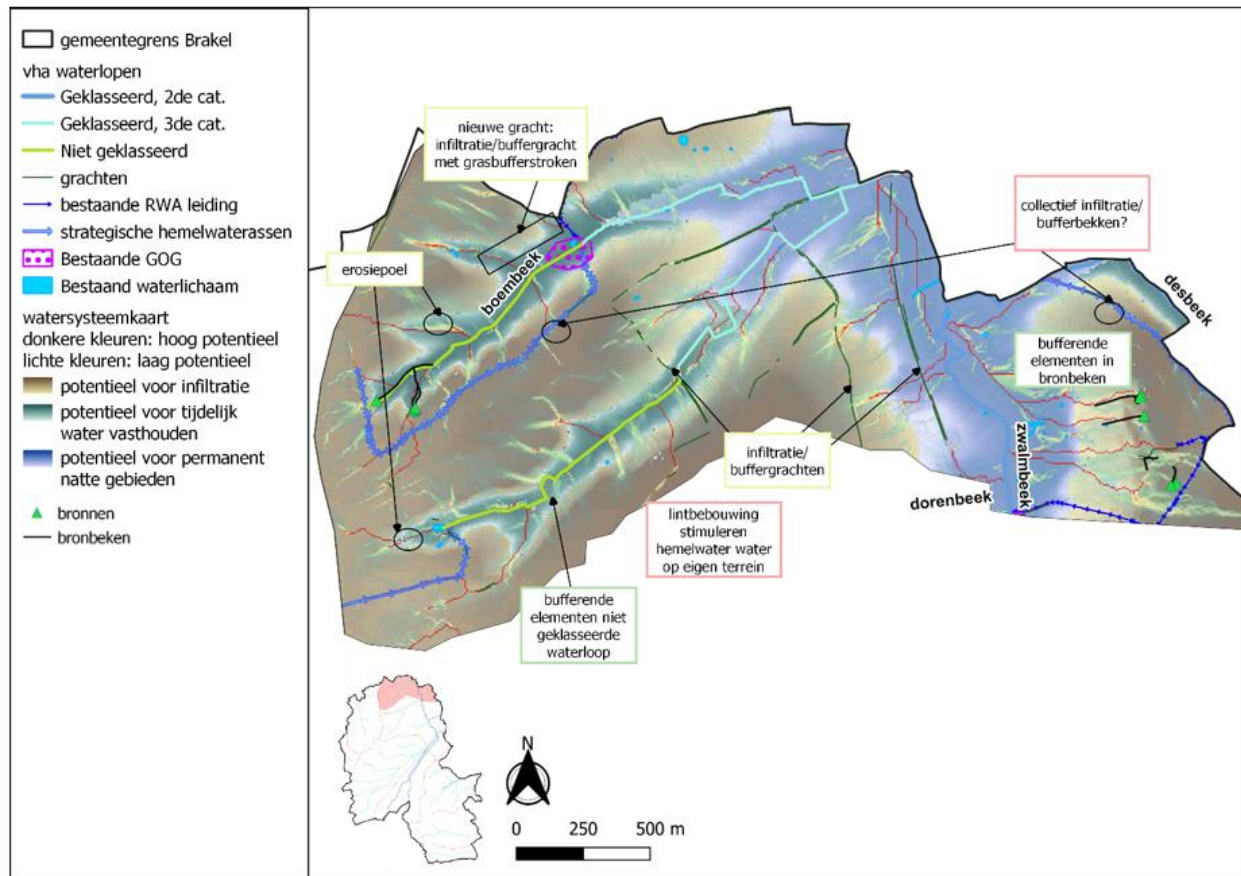 gemeentegrens Brakel
vha waterlopen
Geklasseerd, 2de cat.
Geklasseerd, 3de cat.
Niet geklasseerd
grachten
bestaande RWA leiding
strategische hemelwaterassen
Bestaande GOG
Bestaand waterlichaam
watersysteemkaart
donkere kleuren: hoog potentieel
lichte kleuren: laag potentieel
potentieel voor infiltratie
potentieel voor tijdelijk
water vasthouden
potentieel voor permanent
natte gebieden
bronnen
bronbeken
nieuwe gracht:
infiltratie/buffergracht
met grasbufferstroken
erosiepoel
boembeek
collectief infiltratie/
bufferbekken?
desbeek
bufferende
elementen in
bronbeken
infiltratie/
buffergrachten
zwalmbeek
dorenbeek
lintbebouwing
stimuleren
hemelwater water
op eigen terrein
bufferende
elementen niet
geklasseerde
waterloop
N
0 250 500 m